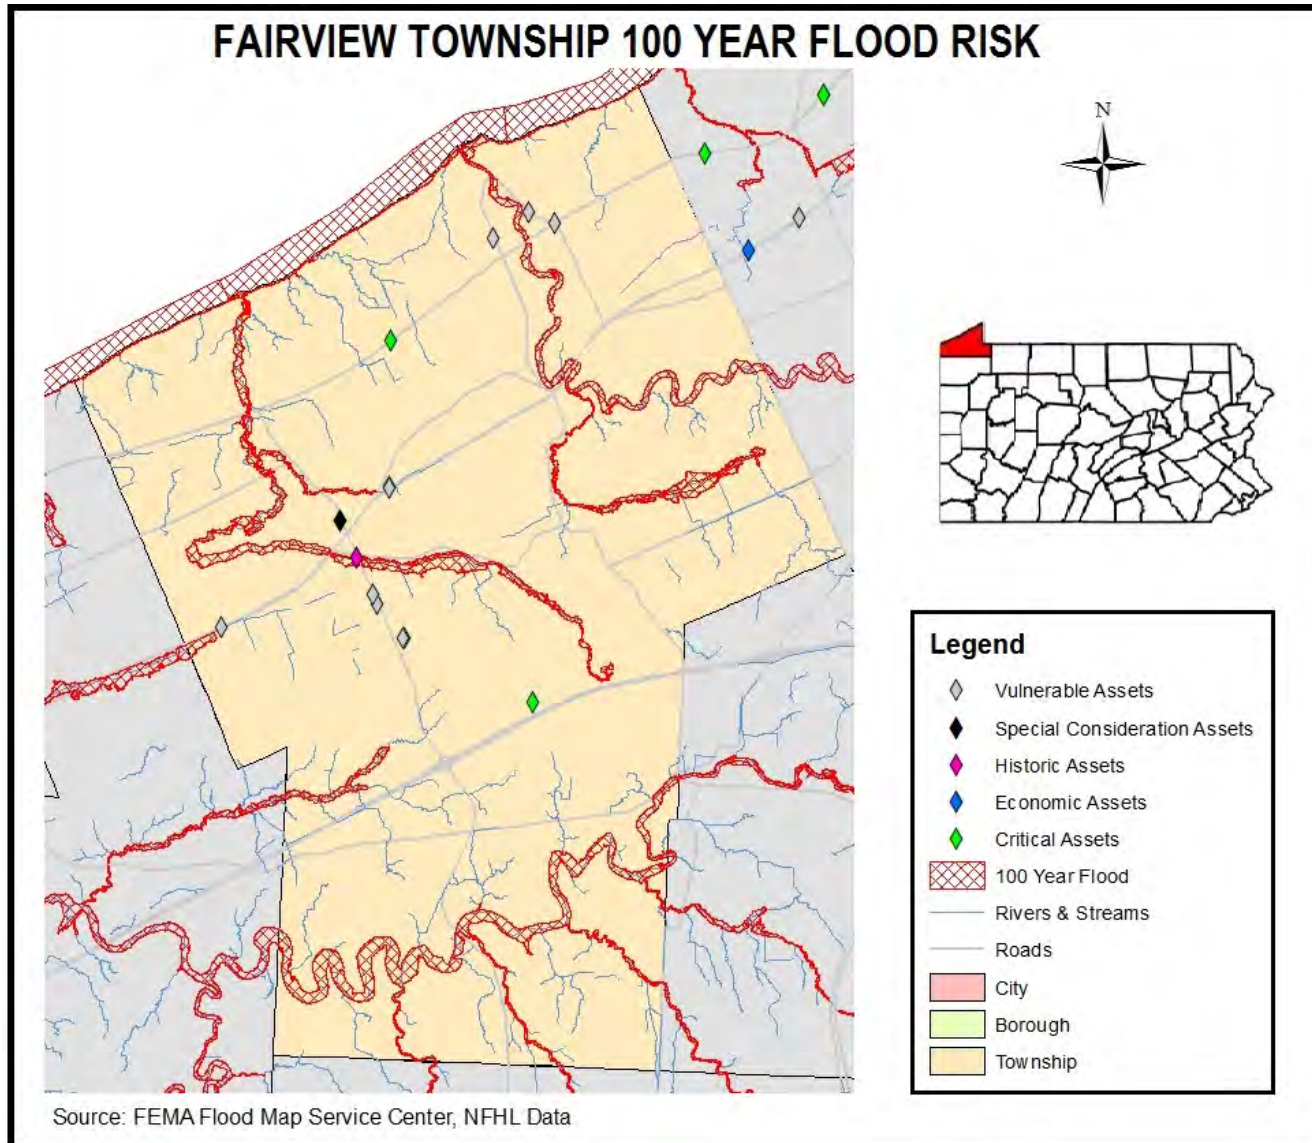 FAIRVIEW TOWNSHIP 100 YEAR FLOOD RISK
N
Legend
Vulnerable Assets
Special Consideration Assets
Historic Assets
Economic Assets
Critical Assets
100 Year Flood
Rivers & Streams
Roads
City
Borough
Township
Source: FEMA Flood Map Service Center, NFHL Data